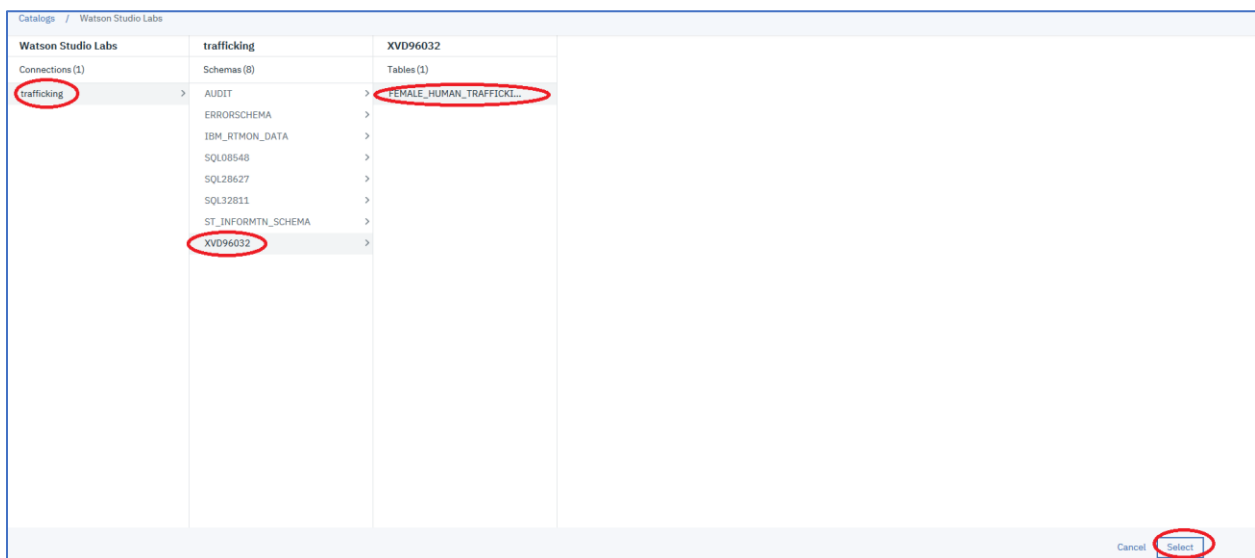 Catalogs / Watson Studio Labs
Watson Studio Labs
Connections (1)
trafficking
trafficking
Schemas (8)
AUDIT
ERRORSCHEMA
IBM_RTMON_DATA
SQL08548
SQL28627
SQL32811
ST_INFORMTN_SCHEMA
XVD96032
XVD96032
Tables (1)
FEMALE_HUMAN_TRAFFICKI...
Cancel Select